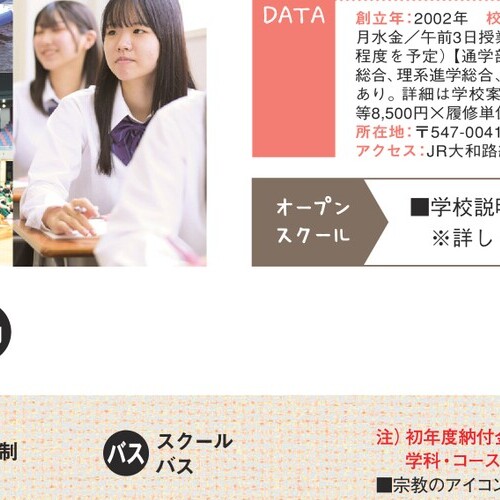 DATA
創立年：2002年 校
月水金／午前3日授業
程度を予定）【通学部
総合、理系進学総合、
あり。詳細は学校案
等8,500円×履修単位
所在地：〒547-0041
アクセス：JR大和路
オープン
スクール
■学校説明
※詳し
制
バス
スクール
バス
注）初年度納付金
学科・コース
■宗教のアイコン